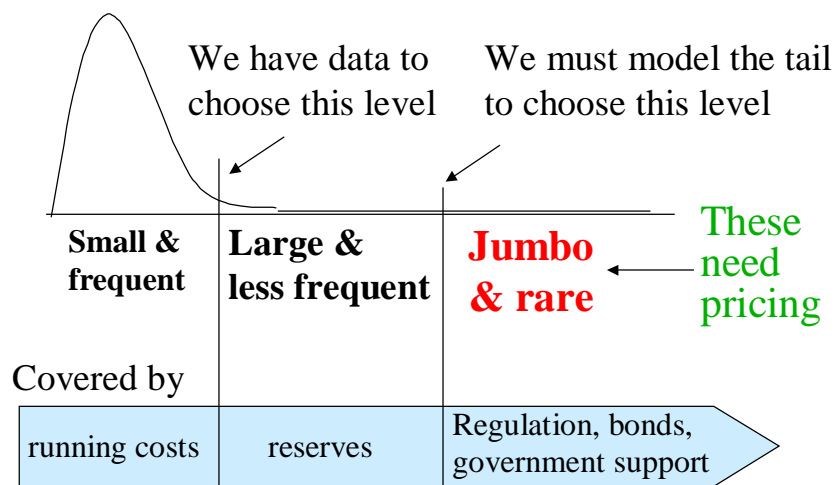 We have data to
choose this level
We must model the tail
to choose this level
Small &
frequent
Large &
less frequent
Jumbo
& rare
These
need
pricing
Covered by
running costs
reserves
Regulation, bonds,
government support